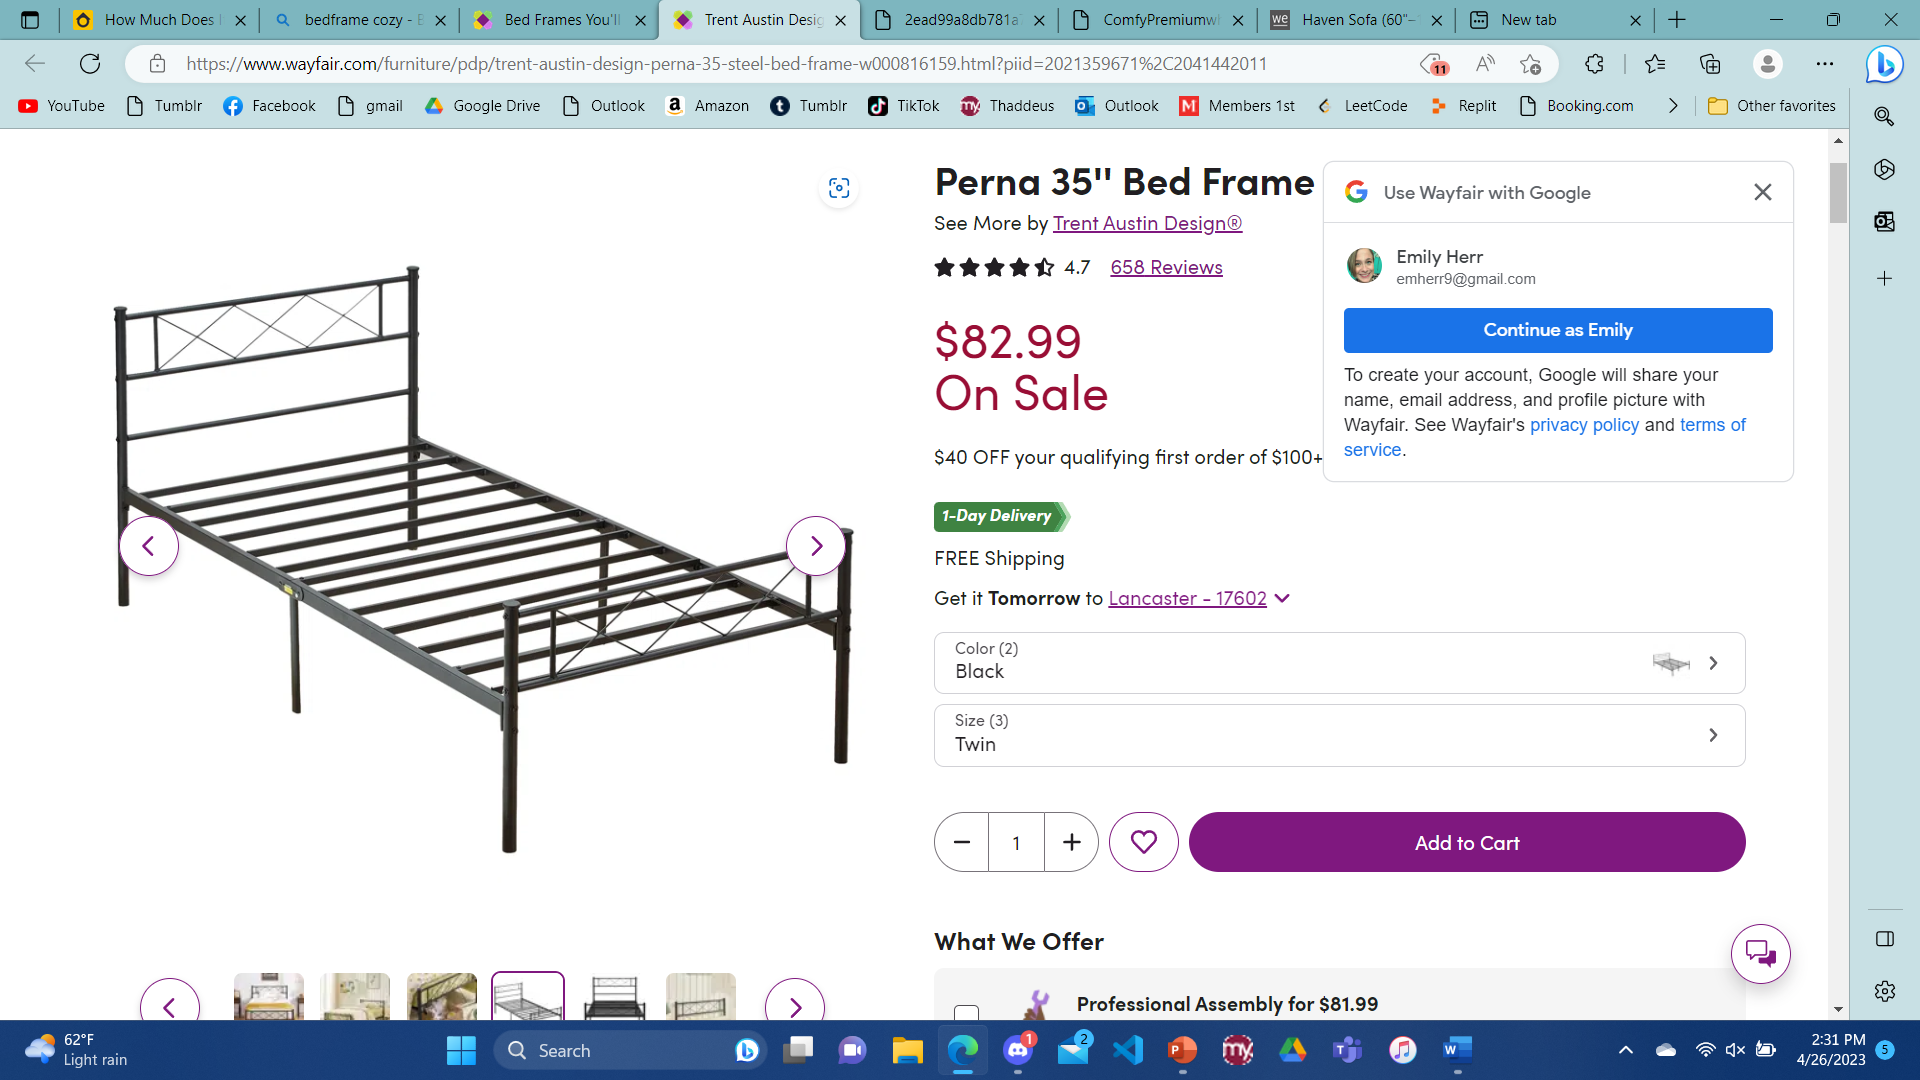 How Much Does
bedframe cozy - B
Bed Frames You'll
Trent Austin Desig
2ead99a8db781a
ComfyPremiumwh
we
Haven Sofa (60"–
New tab
https://www.wayfair.com/furniture/pdp/trent-austin-design-perna-35-steel-bed-frame-w000816159.html?piid=2021359671%2C2041442011
11
YouTube
Tumblr
Facebook
gmail
Google Drive
Outlook
Amazon
Tumblr
TikTok
my
Thaddeus
Outlook
M
Members 1st
LeetCode
Replit
Booking.com
Other favorites
Perna 35'' Bed Frame
See More by Trent Austin Design®
4.7 658 Reviews
$82.99
On Sale
$40 OFF your qualifying first order of $100+
1-Day Delivery
FREE Shipping
Get it Tomorrow to Lancaster - 17602
Color (2)
Black
Size (3)
Twin
1
Add to Cart
What We Offer
Professional Assembly for $81.99
Use Wayfair with Google
Emily Herr
emherr9@gmail.com
Continue as Emily
To create your account, Google will share your
name, email address, and profile picture with
Wayfair. See Wayfair's privacy policy and terms of
service.
62°F
Light rain
Search
1
2
P
my
W
2:31 PM
4/26/2023
5